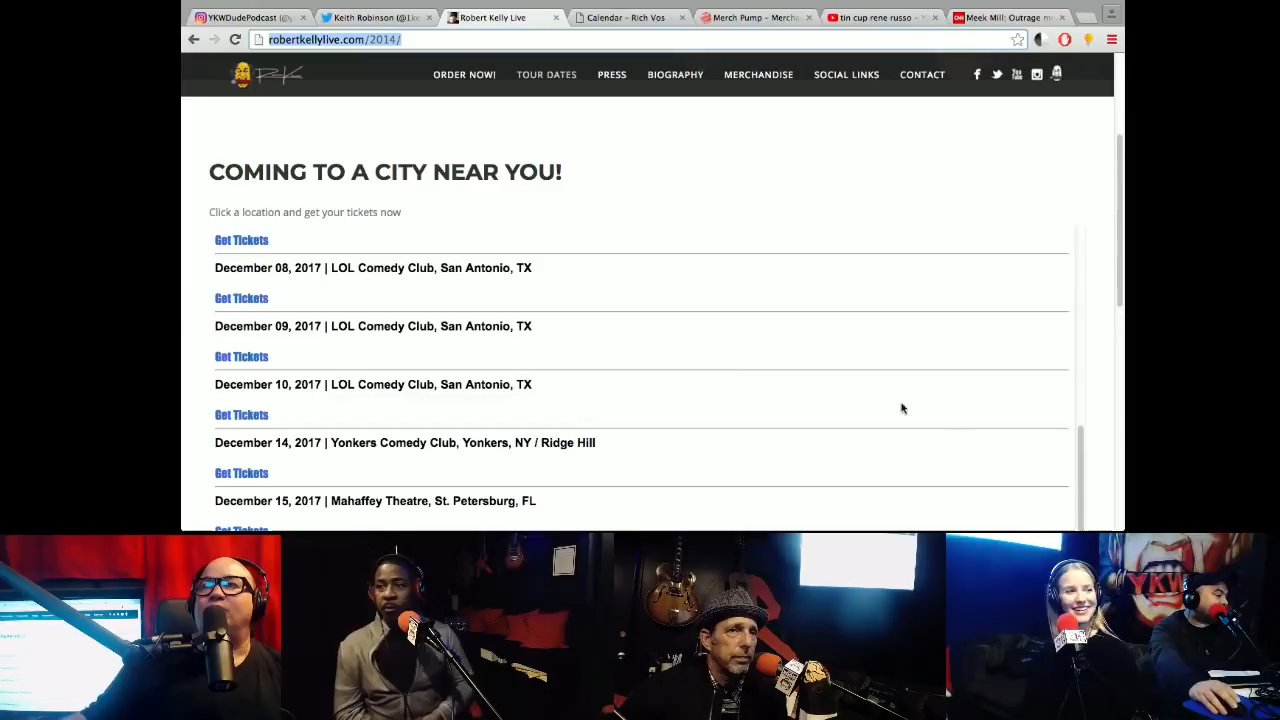 YKWDudePodcast (@y
Keith Robinson (@1ke
Robert Kelly Live
Calendar – Rich Vos
Merch Pump – Mercha
tin cup rene russo - Y
Meek Mill: Outrage m
robertkellylive.com/2014/
ORDER NOW! TOUR DATES PRESS BIOGRAPHY MERCHANDISE SOCIAL LINKS CONTACT
COMING TO A CITY NEAR YOU!
Click a location and get your tickets now
Get Tickets
December 08, 2017 | LOL Comedy Club, San Antonio, TX
Get Tickets
December 09, 2017 | LOL Comedy Club, San Antonio, TX
Get Tickets
December 10, 2017 | LOL Comedy Club, San Antonio, TX
Get Tickets
December 14, 2017 | Yonkers Comedy Club, Yonkers, NY / Ridge Hill
Get Tickets
December 15, 2017 | Mahaffey Theatre, St. Petersburg, FL
Get Tickets
YKW